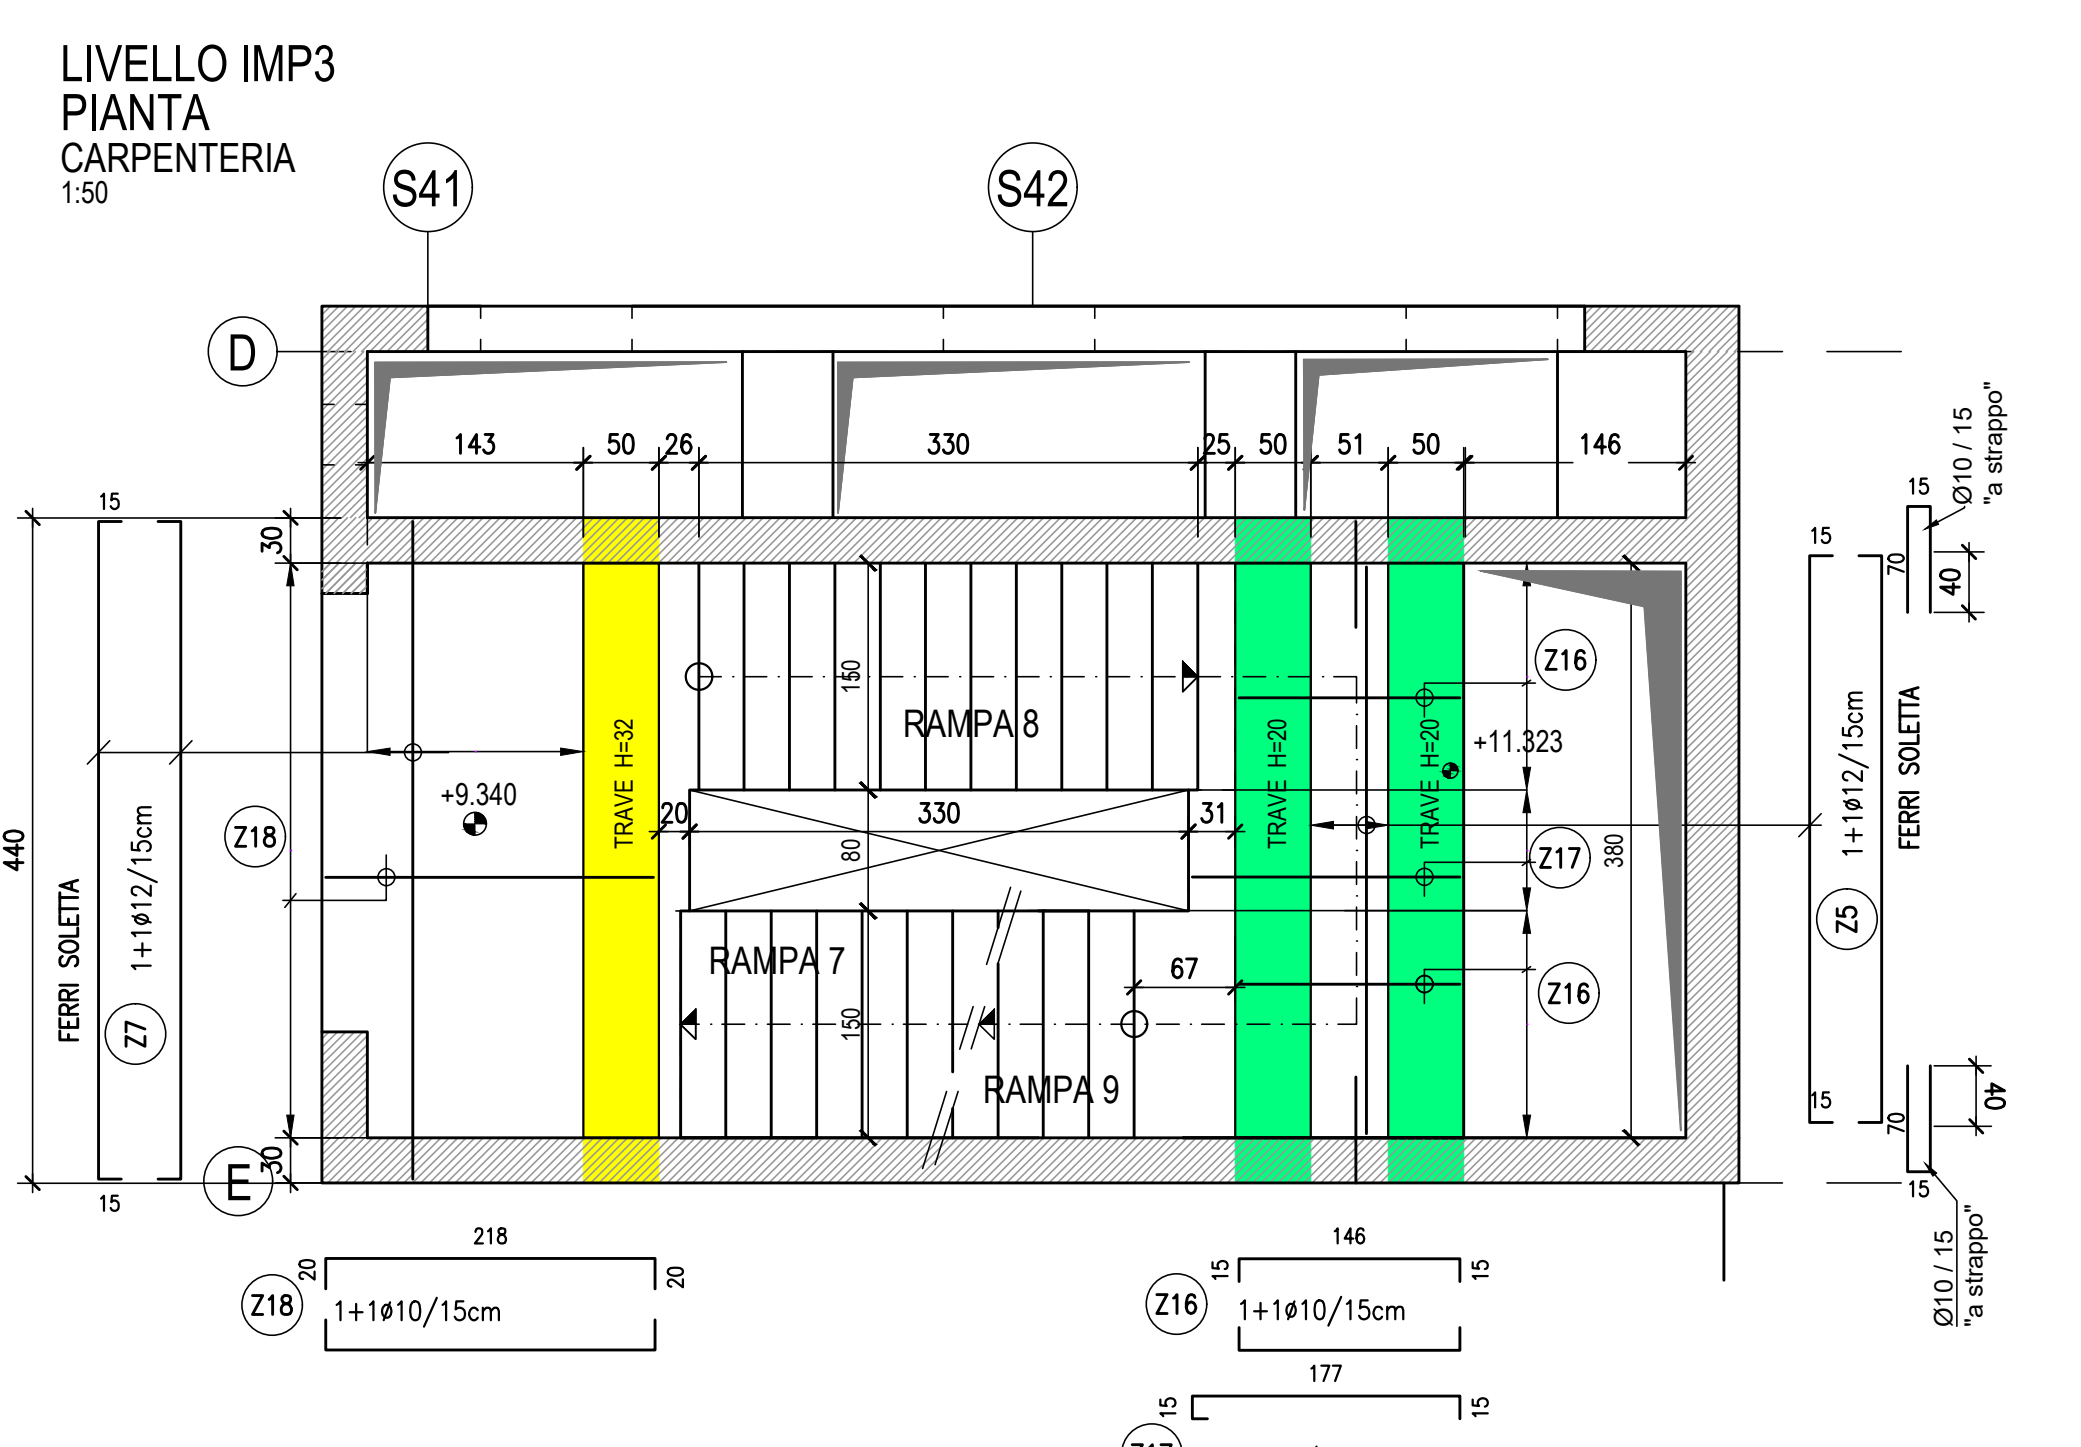 LIVELLO IMP3
PIANTA
CARPENTERIA
1:50
S41
S42
D
143
50
26
330
25
50
51
50
146
Ø10 / 15
"a strappo"
15
15
15
30
70
40
440
Z18
Z7
1+1ø12/15cm
FERRI SOLETTA
+9.340
TRAVE H=32
150
RAMPA 8
TRAVE H=20
TRAVE H=20
+11.323
Z16
1+1ø12/15cm
FERRI SOLETTA
Z5
20
330
31
80
Z17
380
RAMPA 7
67
150
RAMPA 9
Z16
15
70
40
15
30
E
15
15
Ø10 / 15
"a strappo"
218
20
20
Z18
1+1ø10/15cm
146
15
15
Z16
1+1ø10/15cm
177
15
15